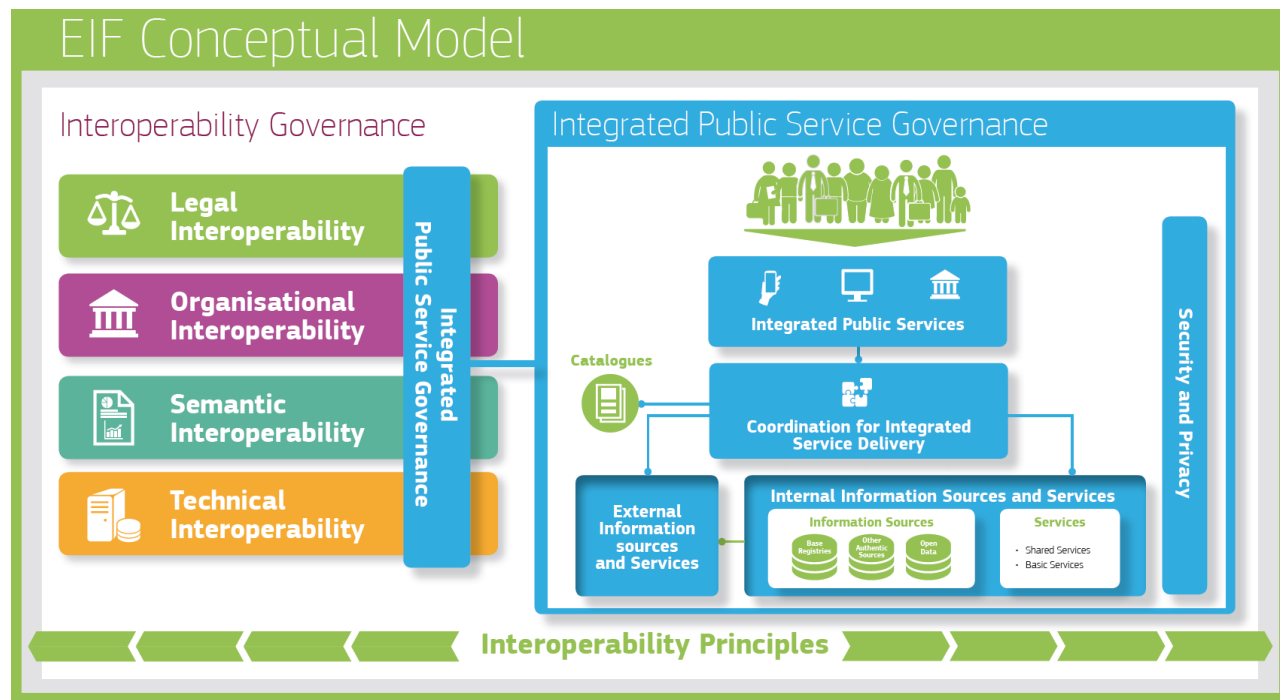 EIF Conceptual Model
Interoperability Governance
Legal
Interoperability
Organisational
Interoperability
Semantic
Interoperability
Technical
Interoperability
Integrated
Public Service Governance
Integrated Public Service Governance
Integrated Public Services
Catalogues
Coordination for Integrated
Service Delivery
External
Information
sources
and Services
Internal Information Sources and Services
Information Sources
Base
Registries
Other
Authentic
Sources
Open
Data
Services
• Shared Services
• Basic Services
Security and Privacy
Interoperability Principles